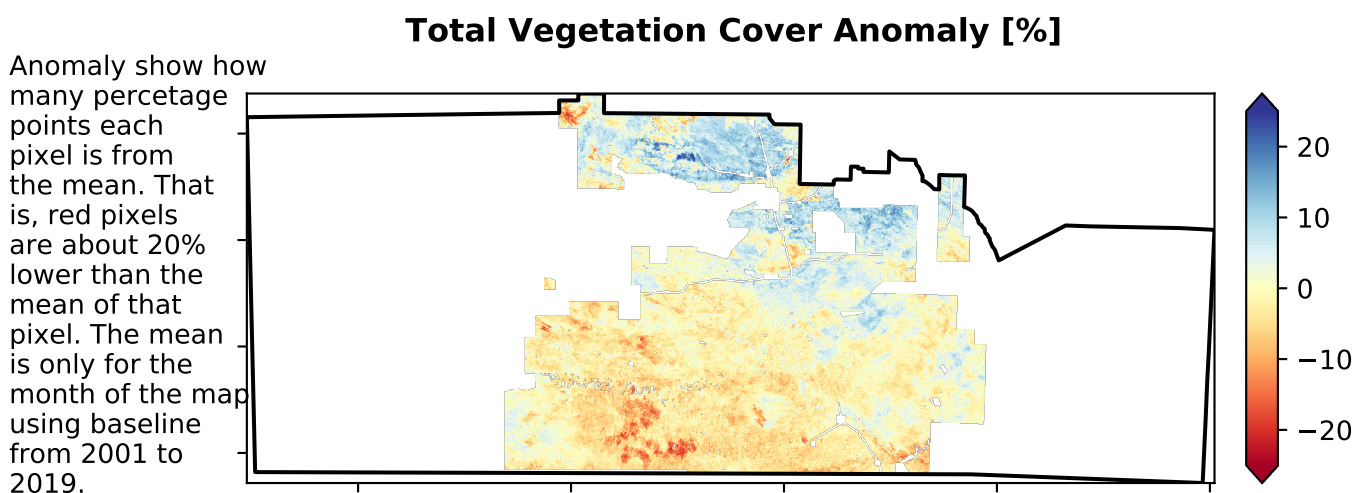 Total Vegetation Cover Anomaly [%]
Anomaly show how
many percetage
points each
pixel is from
the mean. That
is, red pixels
are about 20%
lower than the
mean of that
pixel. The mean
is only for the
month of the map
using baseline
from 2001 to
2019.
20
10
0
−10
−20